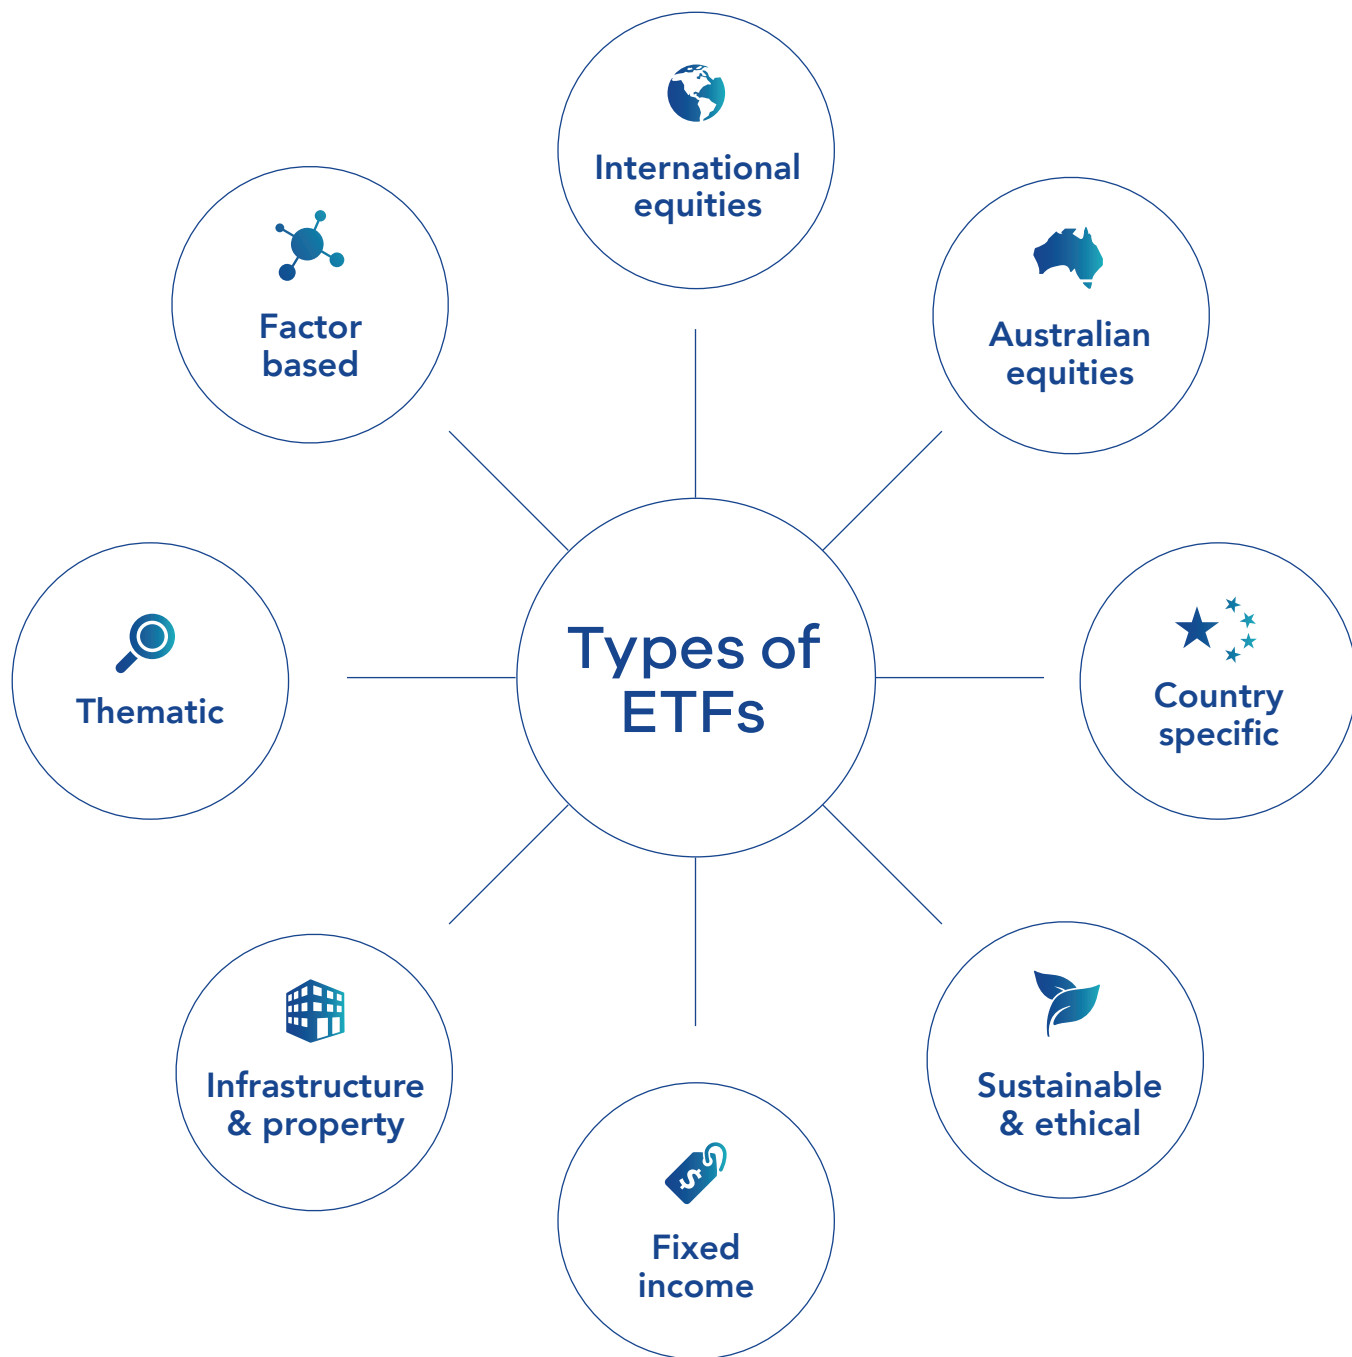 International
equities
Factor
based
Australian
equities
Types of
ETFs
Thematic
Country
specific
Infrastructure
& property
Sustainable
& ethical
$
Fixed
income